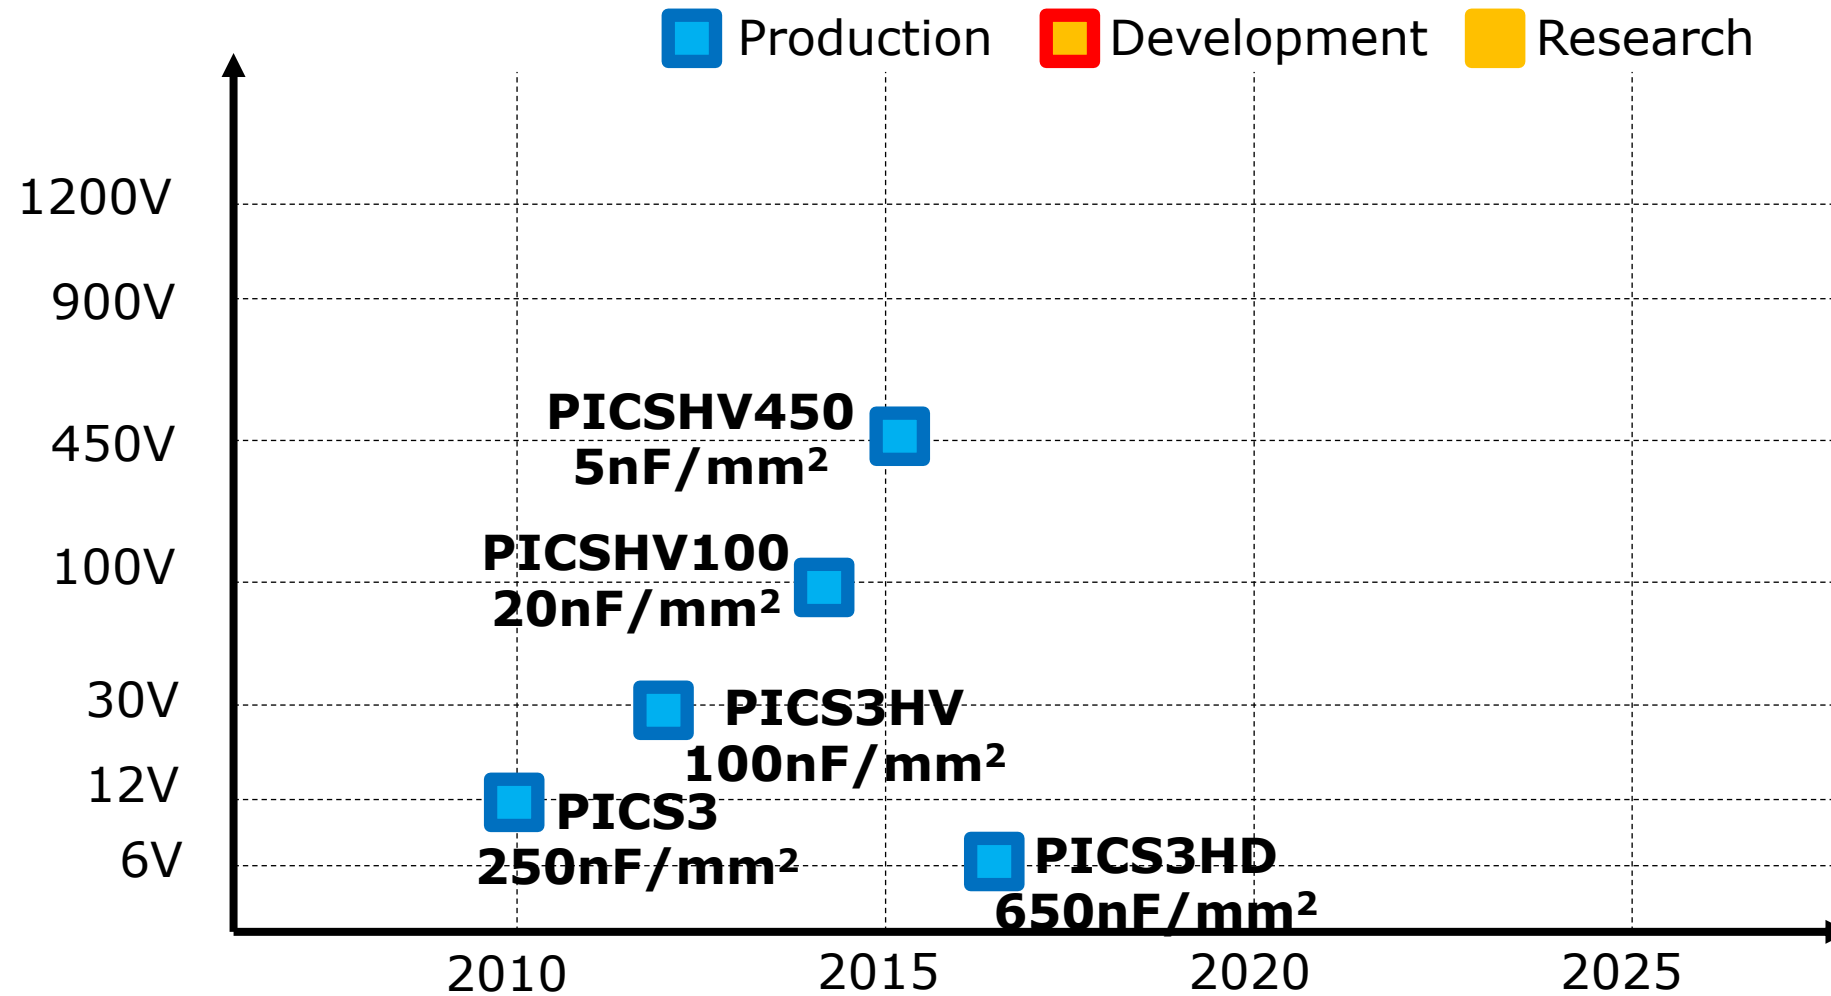 Production Development Research
1200V
900V
450V
100V
30V
12V
6V
PICSHV450
5nF/mm²
PICSHV100
20nF/mm²
PICS3HV
100nF/mm²
PICS3
250nF/mm²
PICS3HD
650nF/mm²
2010 2015 2020 2025